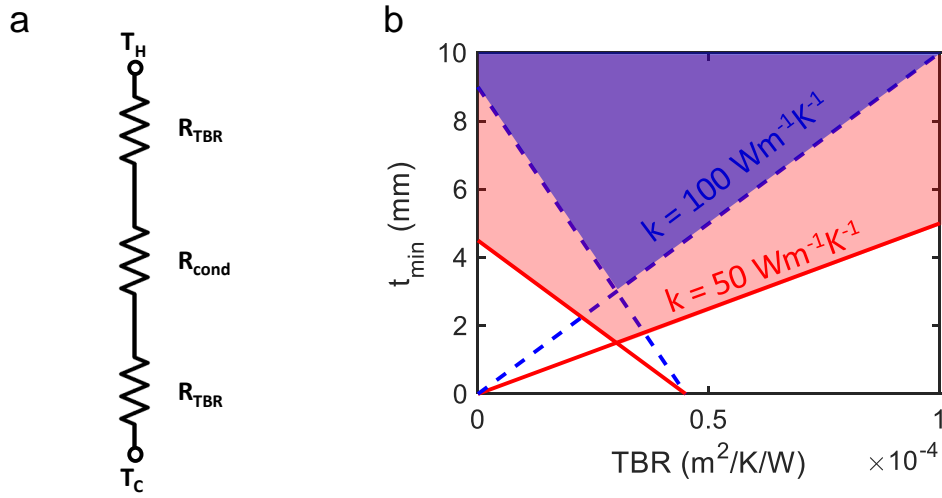 a
T_H
R_TBR
R_cond
R_TBR
T_C
b
10
8
6
4
2
0
t_min (mm)
k = 100 Wm⁻¹K⁻¹
k = 50 Wm⁻¹K⁻¹
0
0.5
1
×10⁻⁴
TBR (m²/K/W)